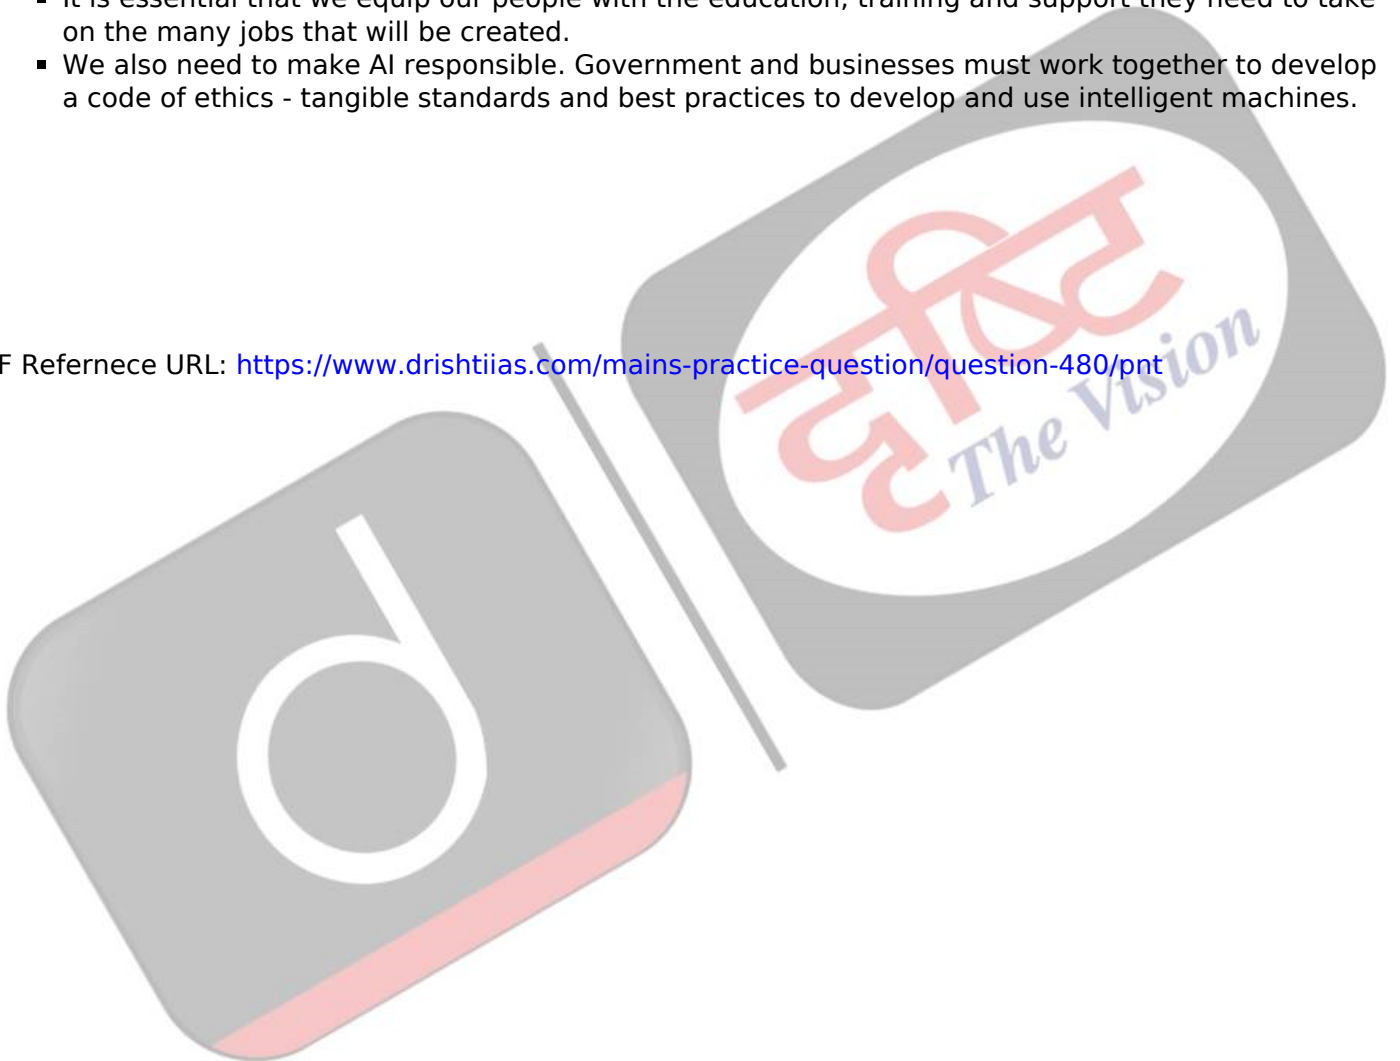 ▪ It is essential that we equip our people with the education, training and support they need to take
on the many jobs that will be created.
▪ We also need to make AI responsible. Government and businesses must work together to develop
a code of ethics - tangible standards and best practices to develop and use intelligent machines.
F Refernece URL: https://www.drishtiias.com/mains-practice-question/question-480/pnt
दृष्टि
The Vision
d